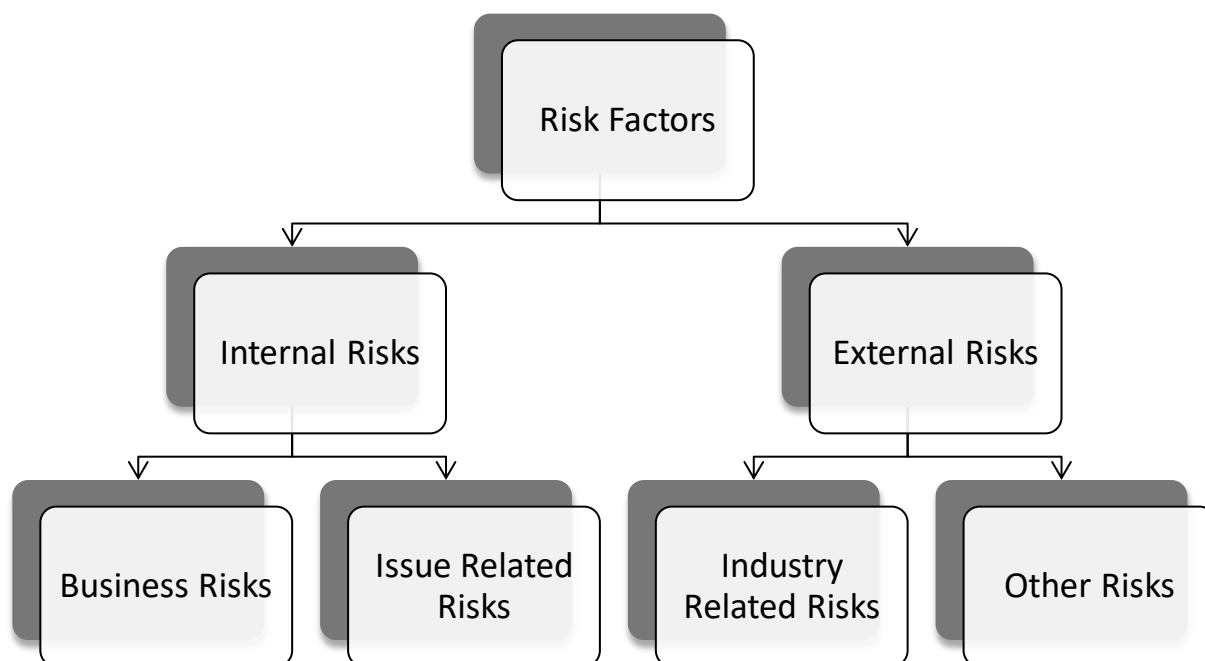 Risk Factors
Internal Risks
External Risks
Business Risks
Issue Related
Risks
Industry
Related Risks
Other Risks